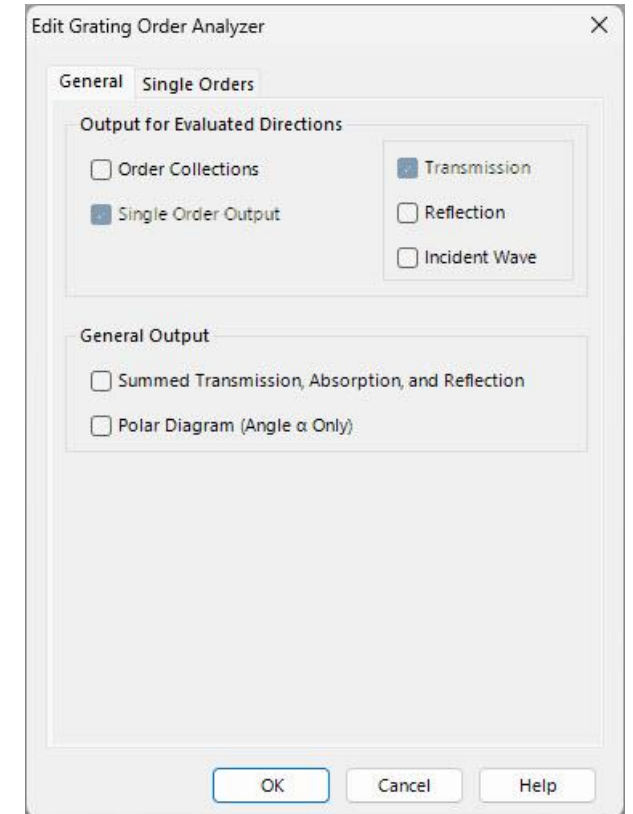 Edit Grating Order Analyzer
General Single Orders
Output for Evaluated Directions
Order Collections
Single Order Output
Transmission
Reflection
Incident Wave
General Output
Summed Transmission, Absorption, and Reflection
Polar Diagram (Angle α Only)
OK Cancel Help